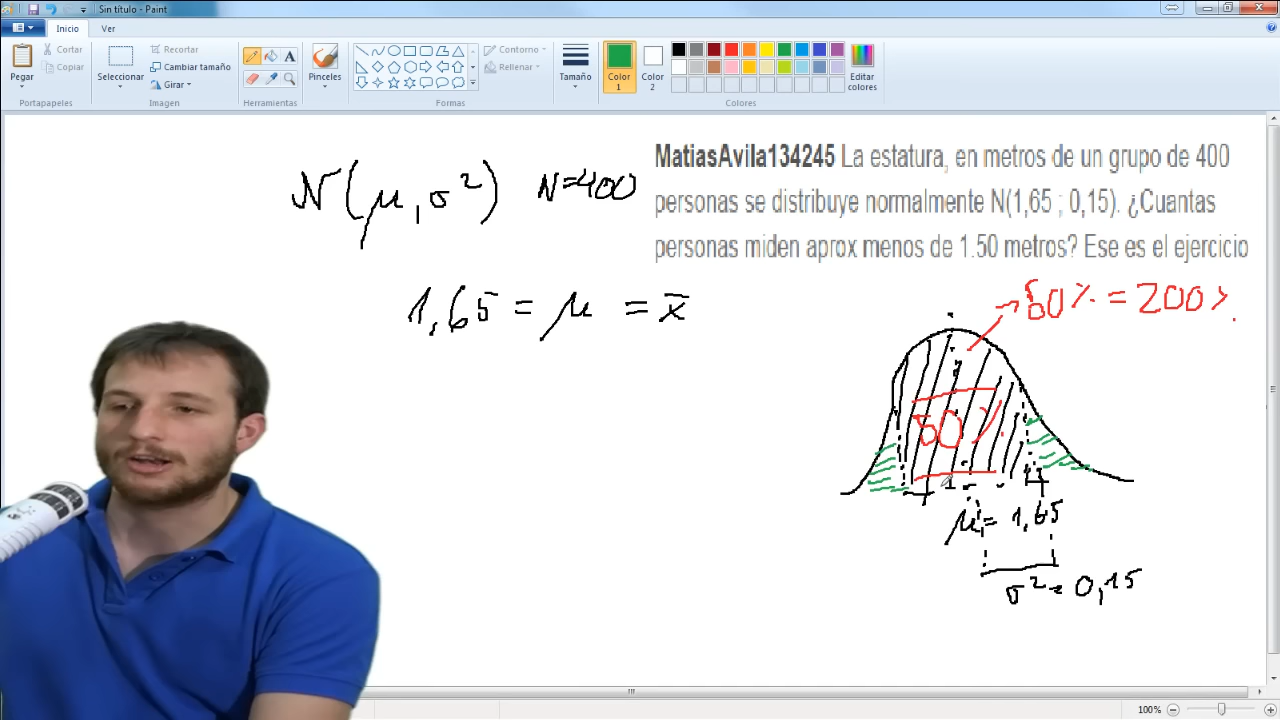 Sin título - Paint
Inicio Ver
Pegar
Cortar
Copiar
Portapapeles
Seleccionar
Recortar
Cambiar tamaño
Girar
Imagen
Herramientas
Pinceles
Contorno
Rellenar
Formas
Tamaño
Color 1
Color 2
Colores
Editar colores
N(μ, σ²) N=400
MatiasAvila134245 La estatura, en metros de un grupo de 400
personas se distribuye normalmente N(1,65 ; 0,15). ¿Cuantas
personas miden aprox menos de 1.50 metros? Ese es el ejercicio
1,65 = μ = x̄
50% = 200%.
50%
μ = 1,65
σ² = 0,15
100%